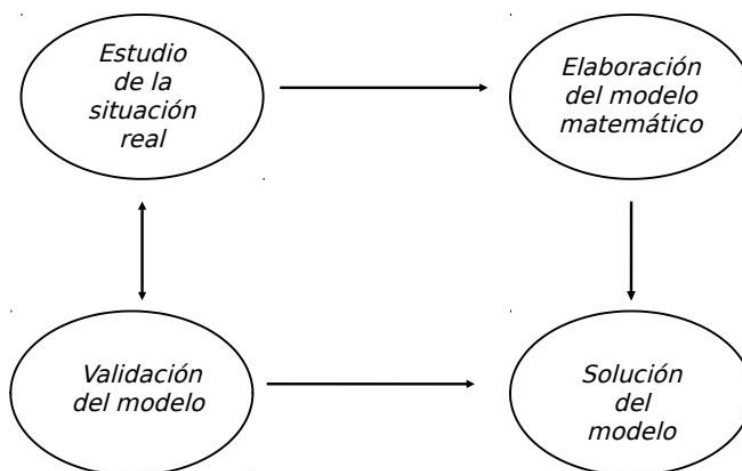 Estudio
de la
situación
real
Elaboración
del modelo
matemático
Validación
del modelo
Solución
del
modelo